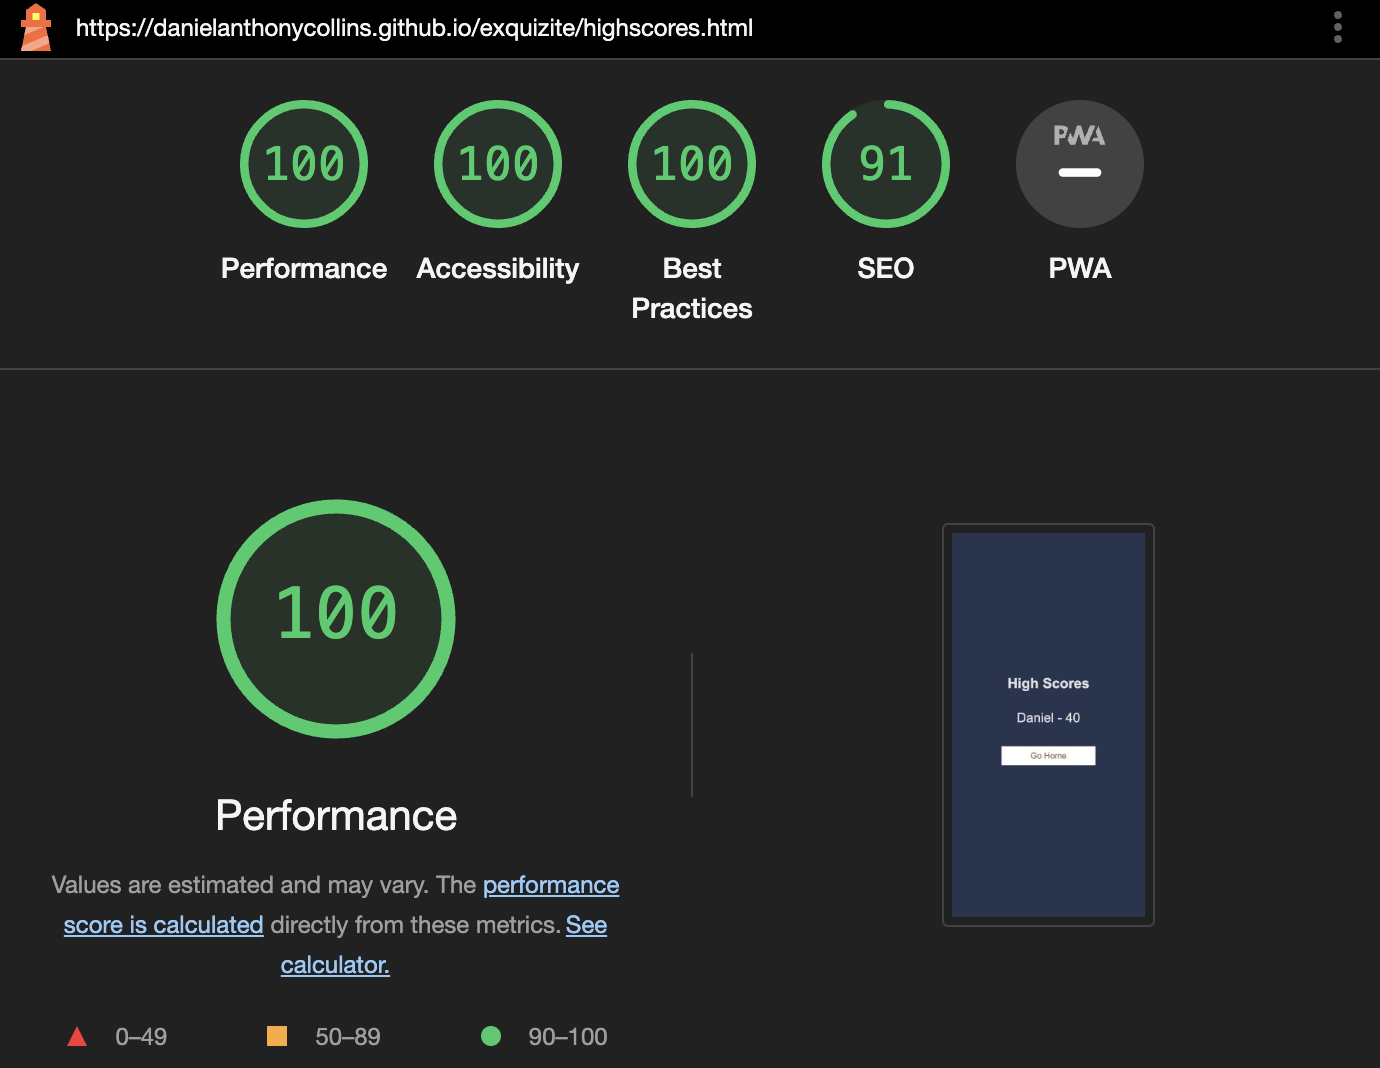 https://danielanthonycollins.github.io/exquizite/highscores.html
100
100
100
91
PWA
Performance
Accessibility
Best
Practices
SEO
PWA
100
Performance
Values are estimated and may vary. The performance
score is calculated directly from these metrics. See
calculator.
0–49
50–89
90–100
High Scores
Daniel - 40
Go Home